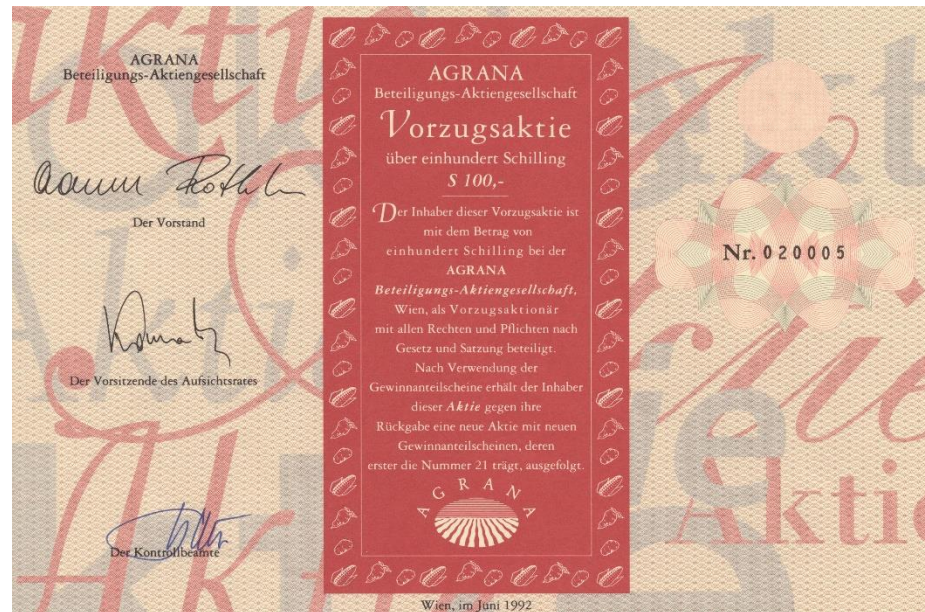 AGRANA
Beteiligungs-Aktiengesellschaft
Der Vorstand
Der Vorsitzende des Aufsichtsrates
Der Kontrollbeamte
AGRANA
Beteiligungs-Aktiengesellschaft
Vorzugsaktie
über einhundert Schilling
S 100,-
Der Inhaber dieser Vorzugsaktie ist
mit dem Betrag von
einhundert Schilling bei der
AGRANA
Beteiligungs-Aktiengesellschaft,
Wien, als Vorzugsaktionär
mit allen Rechten und Pflichten nach
Gesetz und Satzung beteiligt.
Nach Verwendung der
Gewinnanteilscheine erhält der Inhaber
dieser Aktie gegen ihre
Rückgabe eine neue Aktie mit neuen
Gewinnanteilscheinen, deren
erster die Nummer 21 trägt, ausgefolgt.
AGRANA
Wien, im Juni 1992
Nr. 020005
Aktie